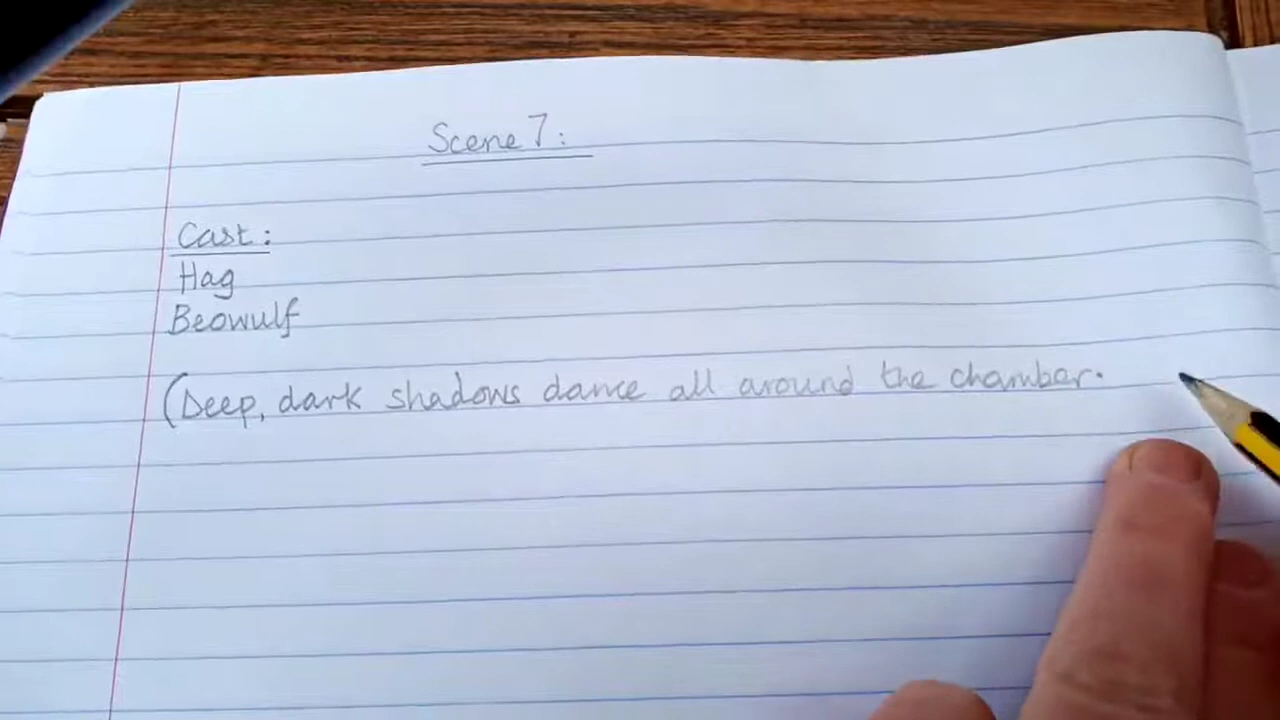 Scene 7:
Cast:
Hag
Beowulf
(Deep, dark shadows dance all around the chamber.